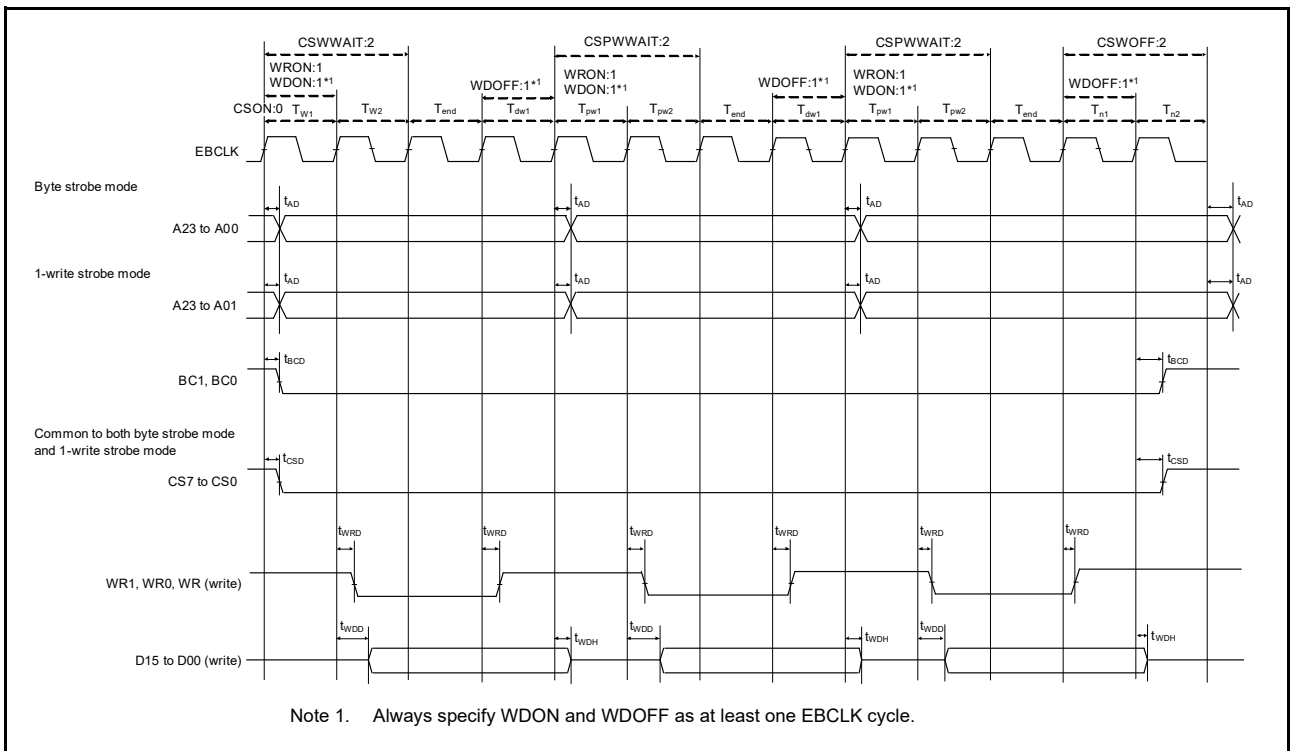 CSWWAIT:2 CSPWWAIT:2 CSPWWAIT:2 CSWOFF:2
WRON:1 WRON:1 WRON:1
WDON:1*1 WDOFF:1*1 WDON:1*1 WDOFF:1*1 WDON:1*1 WDOFF:1*1
CSON:0 TW1 TW2 Tend Tdw1 Tpw1 Tpw2 Tend Tdw1 Tpw1 Tpw2 Tend Tn1 Tn2
EBCLK
Byte strobe mode
tAD tAD tAD tAD
A23 to A00
1-write strobe mode
tAD tAD tAD tAD
A23 to A01
tBCD tBCD
BC1, BC0
Common to both byte strobe mode
and 1-write strobe mode
tCSD tCSD
CS7 to CS0
tWRD tWRD tWRD tWRD tWRD tWRD
WR1, WR0, WR (write)
tWDD tWDH tWDD tWDH tWDD tWDH
D15 to D00 (write)
Note 1. Always specify WDON and WDOFF as at least one EBCLK cycle.